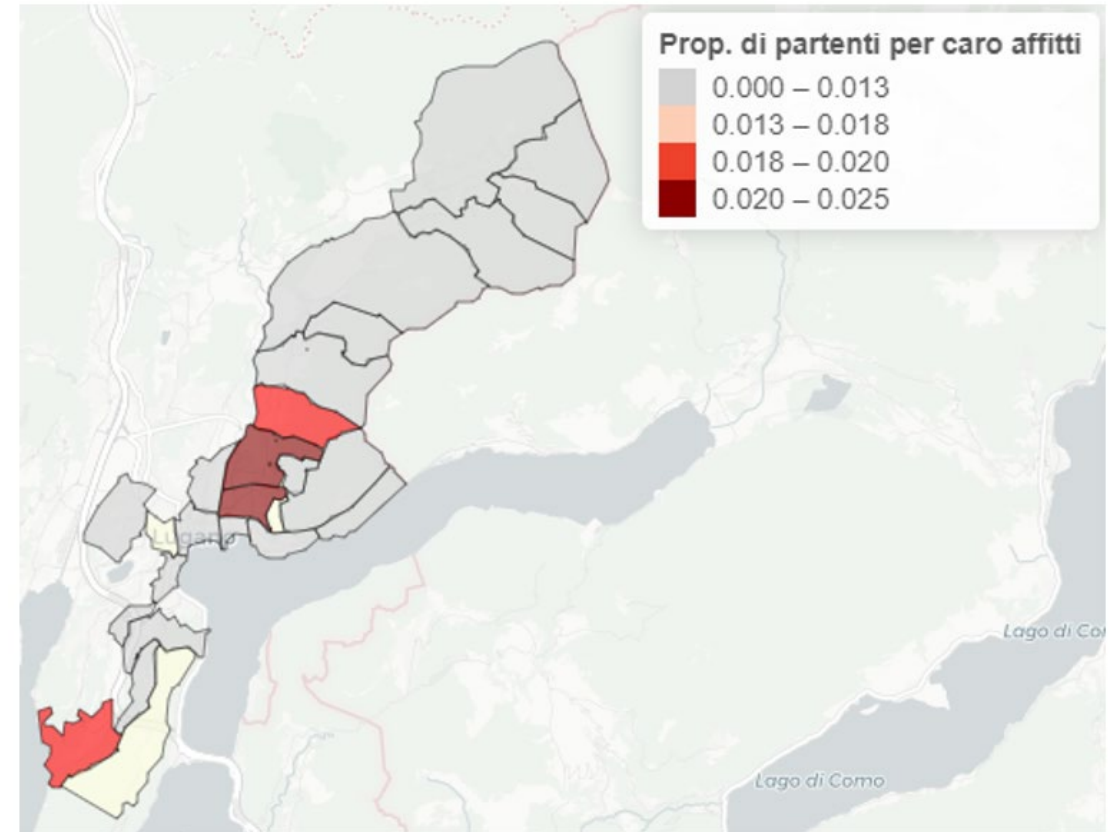 Prop. di partenti per caro affitti
0.000 – 0.013
0.013 – 0.018
0.018 – 0.020
0.020 – 0.025
Lugano
Lago di Co
Lago di Como